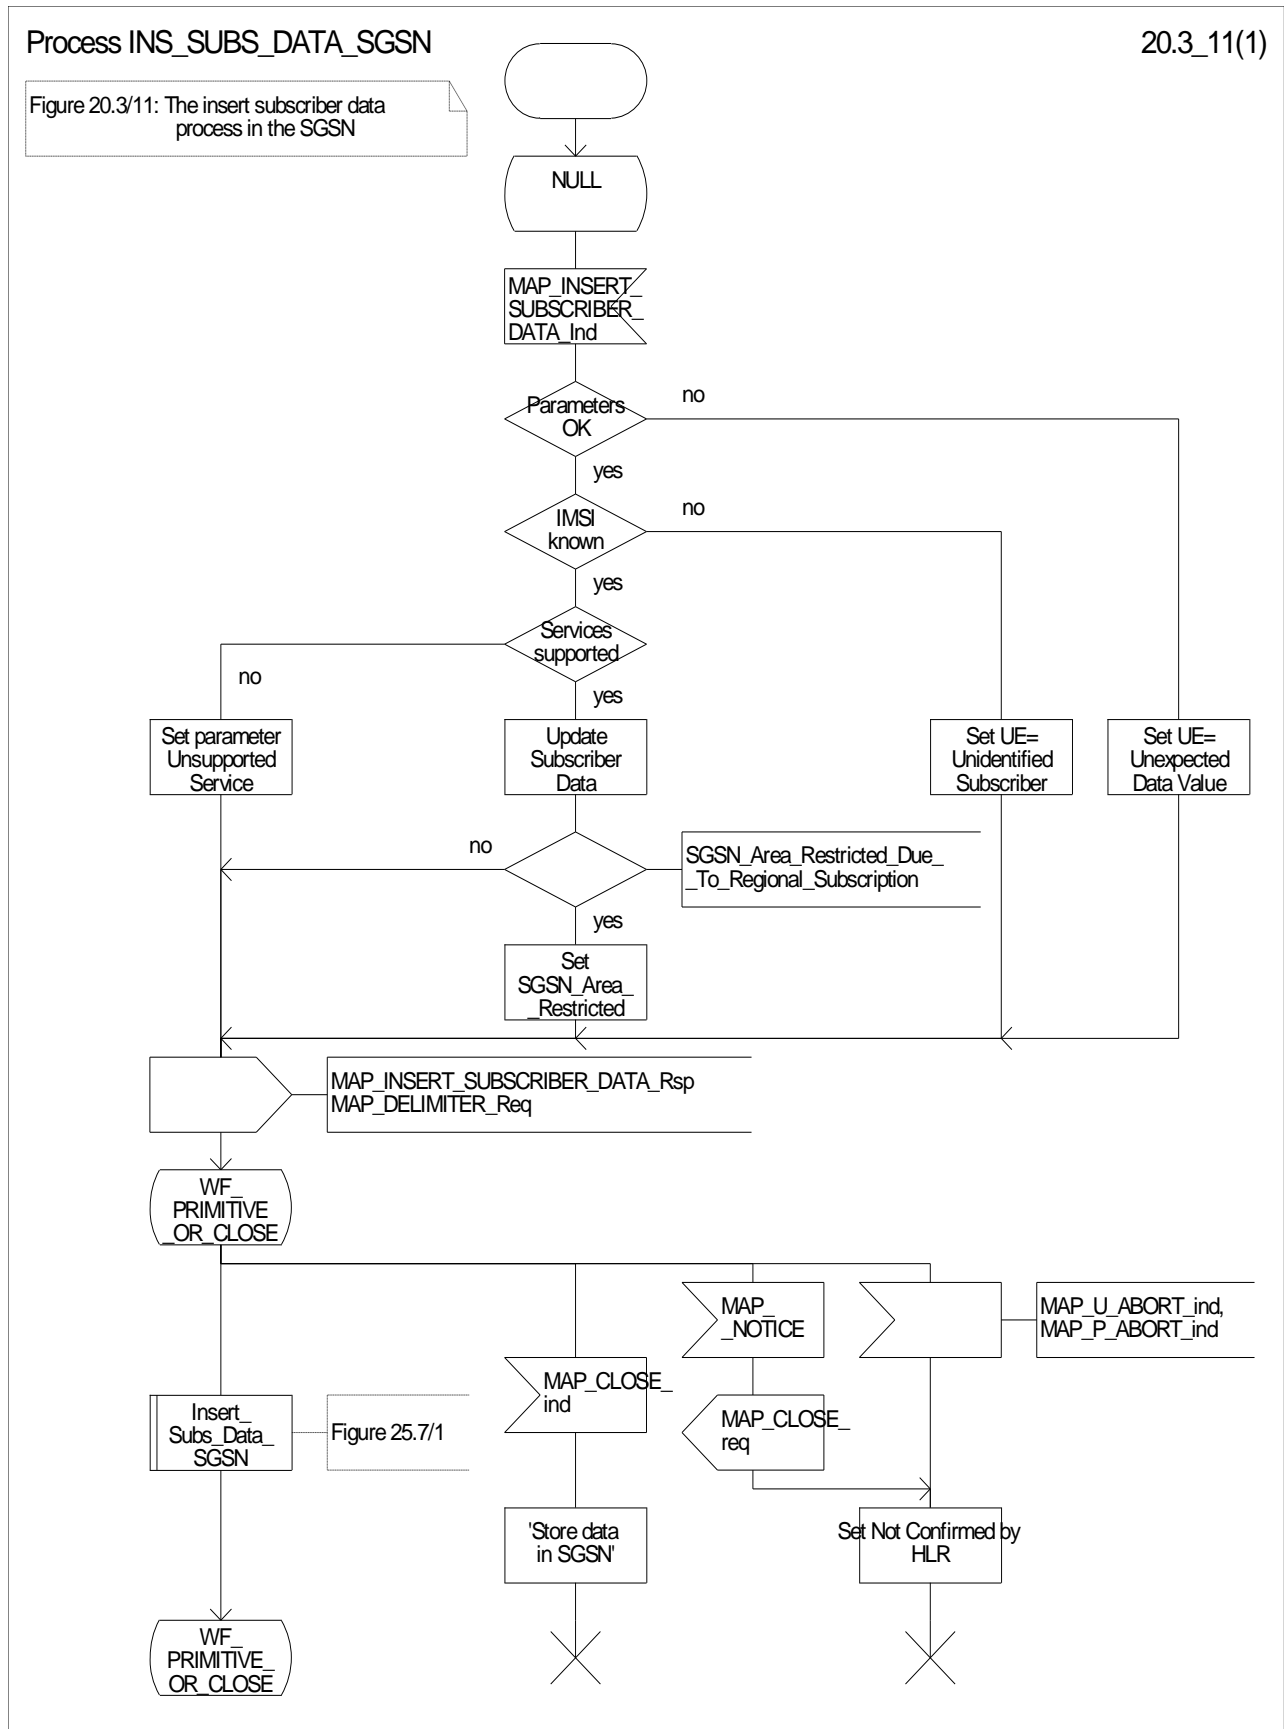 Process INS_SUBS_DATA_SGSN
20.3_11(1)
Figure 20.3/11: The insert subscriber data
process in the SGSN
NULL
MAP_INSERT_
SUBSCRIBER_
DATA_Ind
Parameters
OK
no
yes
IMSI
known
no
yes
Services
supported
no
yes
Set parameter
Unsupported
Service
Update
Subscriber
Data
Set UE=
Unidentified
Subscriber
Set UE=
Unexpected
Data Value
no
SGSN_Area_Restricted_Due_
_To_Regional_Subscription
yes
Set
SGSN_Area_
_Restricted
MAP_INSERT_SUBSCRIBER_DATA_Rsp
MAP_DELIMITER_Req
WF_
PRIMITIVE
_OR_CLOSE
MAP_
_NOTICE
MAP_U_ABORT_ind,
MAP_P_ABORT_ind
MAP_CLOSE_
ind
Insert_
Subs_Data_
SGSN
Figure 25.7/1
MAP_CLOSE_
req
'Store data
in SGSN'
Set Not Confirmed by
HLR
WF_
PRIMITIVE_
OR_CLOSE